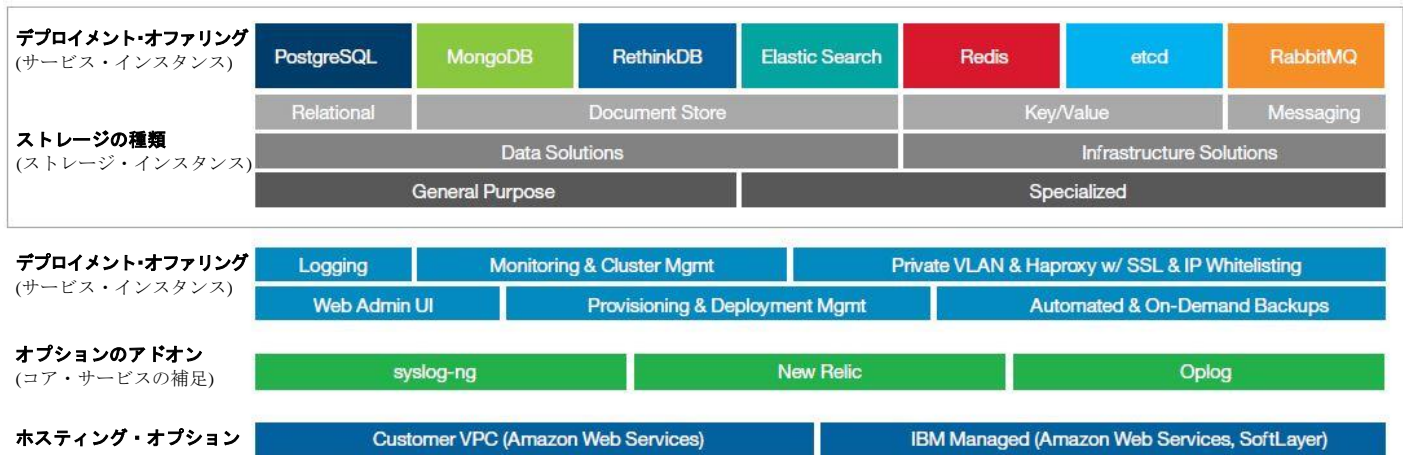 デプロイメント・オファリング
(サービス・インスタンス)
PostgreSQL MongoDB RethinkDB Elastic Search Redis etcd RabbitMQ
Relational Document Store Key/Value Messaging
ストレージの種類
(ストレージ・インスタンス)
Data Solutions Infrastructure Solutions
General Purpose Specialized
デプロイメント・オファリング
(サービス・インスタンス)
Logging Monitoring & Cluster Mgmt Private VLAN & Haproxy w/ SSL & IP Whitelisting
Web Admin UI Provisioning & Deployment Mgmt Automated & On-Demand Backups
オプションのアドオン
(コア・サービスの補足)
syslog-ng New Relic Oplog
ホスティング・オプション
Customer VPC (Amazon Web Services) IBM Managed (Amazon Web Services, SoftLayer)